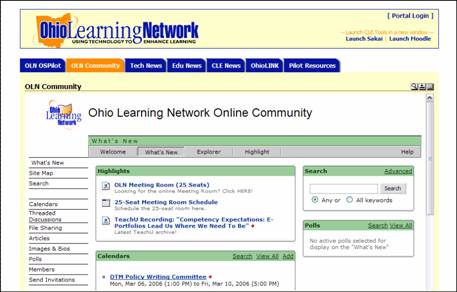 [ Portal Login ]
OhioLearningNetwork
USING TECHNOLOGY TO ENHANCE LEARNING
-- Launch CLE Tools in a new window --
Launch Sakai | Launch Moodle
OLN OSPilot
OLN Community
Tech News
Edu News
CLE News
OhioLINK
Pilot Resources
OLN Community
Ohio Learning Network
Ohio Learning Network Online Community
What's New
Welcome
What's New
Explorer
Highlight
Help
What's New
Site Map
Search
Calendars
Threaded Discussions
File Sharing
Articles
Images & Bios
Polls
Members
Send Invitations
Highlights
OLN Meeting Room (25 Seats)
Looking for the online Meeting Room? Click HERE!
25-Seat Meeting Room Schedule
Schedule the 25-seat room here.
TeachU Recording: "Competency Expectations: E-
Portfolios Lead Us Where We Need To Be"
Latest TeachU archive!
Calendars
Search View All Add
OTM Policy Writing Committee
Mon, Mar 06, 2006 (1:00 PM) to Fri, Mar 10, 2006 (5:00 PM)
Search
Advanced
Search
Any or
All keywords
Polls
Search View All
No active polls selected for
display on the "What's New"